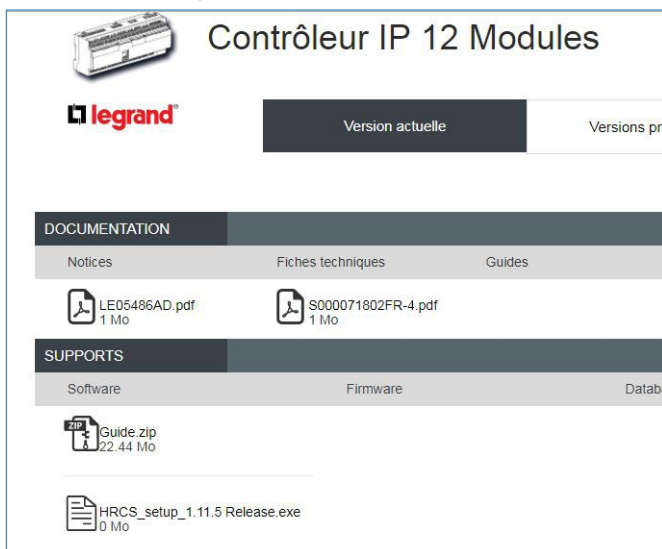 Contrôleur IP 12 Modules
legrand®
Version actuelle
Versions pr
DOCUMENTATION
Notices Fiches techniques Guides
LE05486AD.pdf S000071802FR-4.pdf
1 Mo 1 Mo
SUPPORTS
Software Firmware Datab
ZIP
Guide.zip
22.44 Mo
HRCS_setup_1.11.5 Release.exe
0 Mo